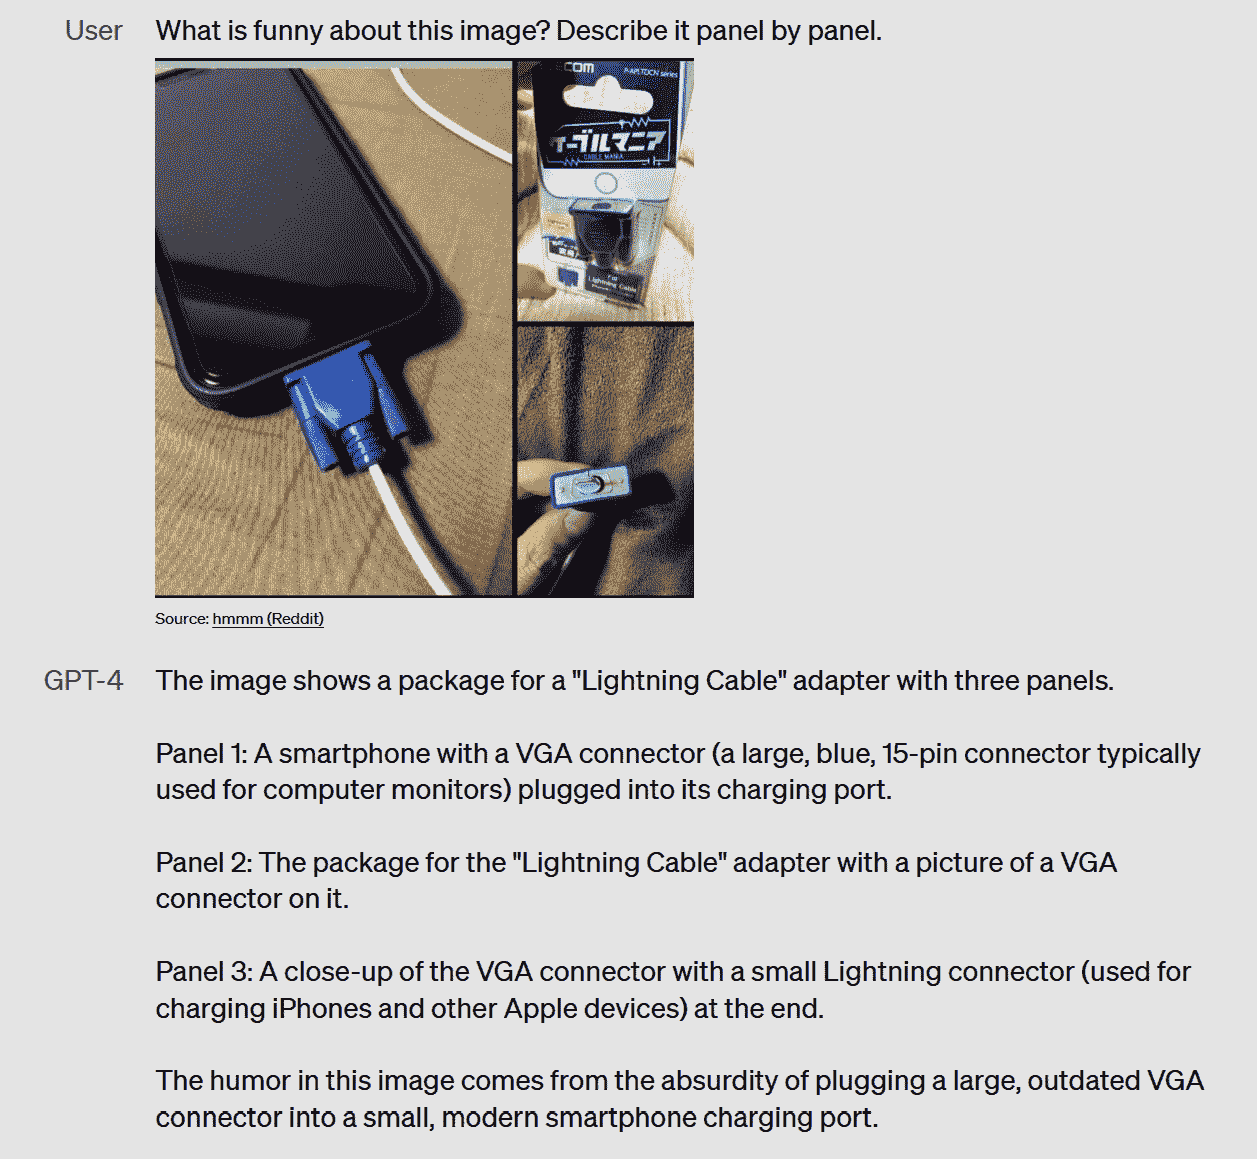 User
What is funny about this image? Describe it panel by panel.
COM
P-APLTDCN series
ケーブルマニア
CABLE MANIA
For
Lightning Cable
Source: hmmm (Reddit)
GPT-4
The image shows a package for a "Lightning Cable" adapter with three panels.
Panel 1: A smartphone with a VGA connector (a large, blue, 15-pin connector typically
used for computer monitors) plugged into its charging port.
Panel 2: The package for the "Lightning Cable" adapter with a picture of a VGA
connector on it.
Panel 3: A close-up of the VGA connector with a small Lightning connector (used for
charging iPhones and other Apple devices) at the end.
The humor in this image comes from the absurdity of plugging a large, outdated VGA
connector into a small, modern smartphone charging port.